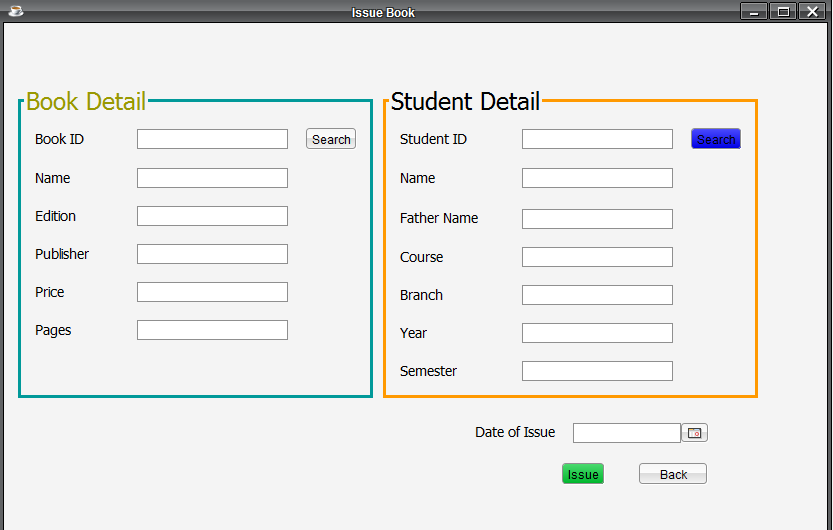 Issue Book
Book Detail
Book ID
Search
Name
Edition
Publisher
Price
Pages
Student Detail
Student ID
Search
Name
Father Name
Course
Branch
Year
Semester
Date of Issue
Issue
Back